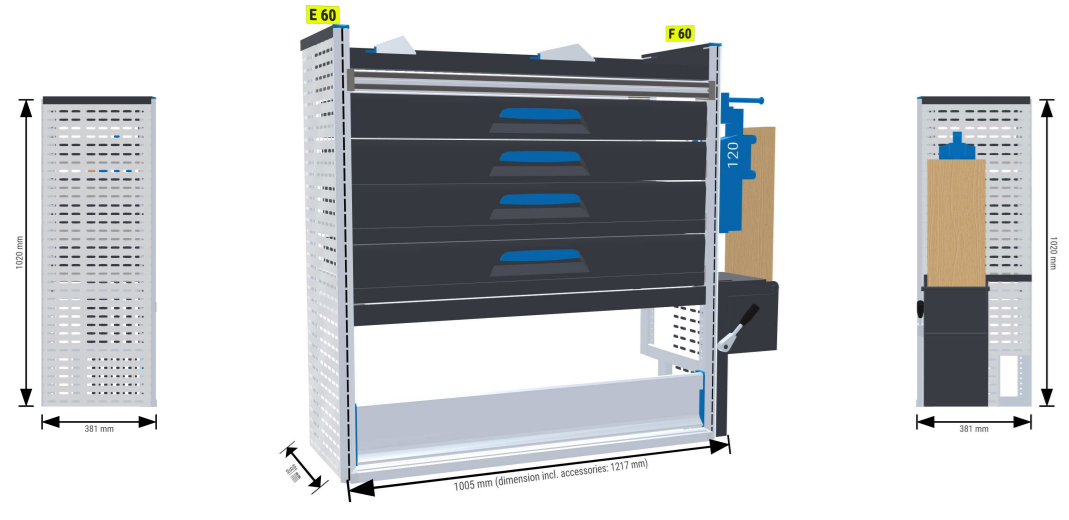 E 60
F 60
120
1020 mm
381 mm
1005 mm (dimension incl. accessories: 1217 mm)
1020 mm
381 mm